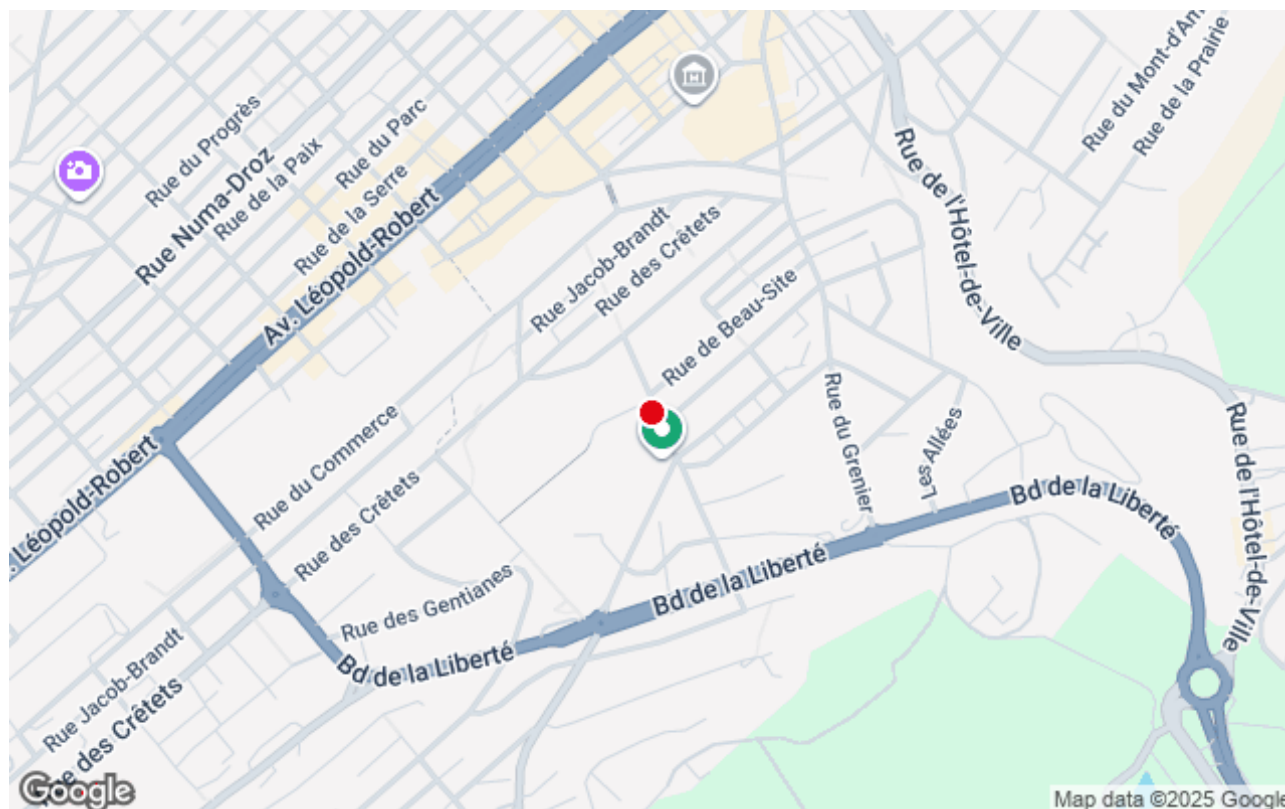 Rue du Mont-d'Am
Rue de la Prairie
Rue du Progrès
Rue du Parc
Rue Numa-Droz
Rue de la Paix
Rue de la Serre
Rue de l'Hôtel-de-Ville
Av. Léopold-Robert
Rue Jacob-Brandt
Rue des Crêtets
Rue de Beau-Site
Rue du Commerce
Rue du Grenier
Les Allées
Rue de l'Hôtel-de-Ville
. Léopold-Robert
Rue des Crêtets
Bd de la Liberté
Bd de la Liberté
Rue des Gentianes
Bd de la Liberté
Rue Jacob-Brandt
Rue des Crêtets
Google
Map data ©2025 Google